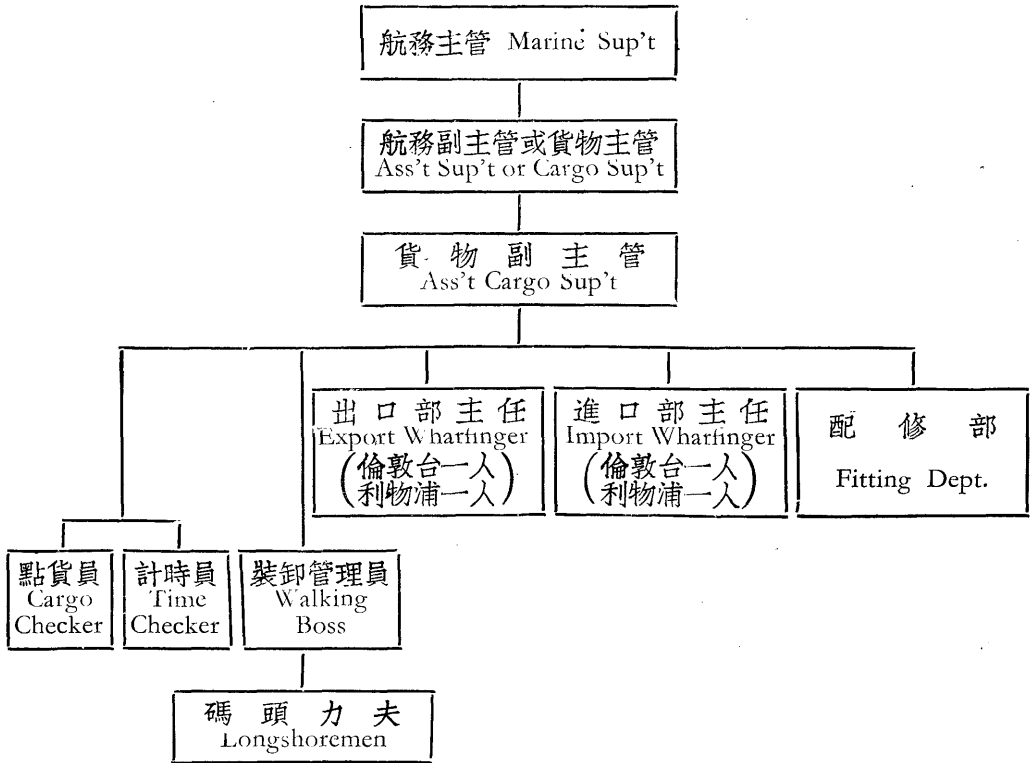 航務主管 Marine Sup't
航務副主管或貨物主管
Ass't Sup't or Cargo Sup't
貨物副主管
Ass't Cargo Sup't
出口部主任
Export Wharfinger
(倫敦台一人
利物浦一人)
進口部主任
Import Wharfinger
(倫敦台一人
利物浦一人)
配修部
Fitting Dept.
點貨員
Cargo
Checker
計時員
Time
Checker
裝卸管理員
Walking
Boss
碼頭力夫
Longshoremen